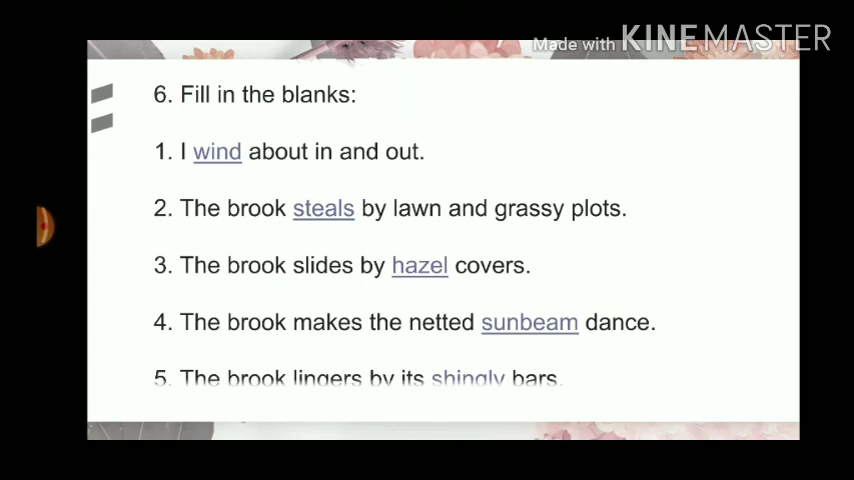 Made with KINEMASTER
6. Fill in the blanks:
1. I wind about in and out.
2. The brook steals by lawn and grassy plots.
3. The brook slides by hazel covers.
4. The brook makes the netted sunbeam dance.
5. The brook lingers by its shingly bars.